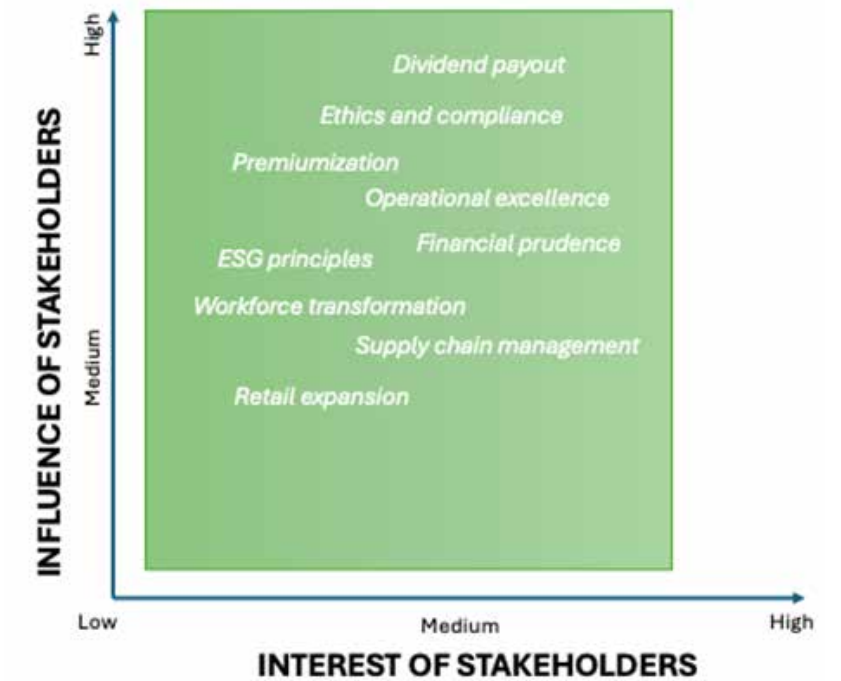 High
Dividend payout
Ethics and compliance
Premiumization
Operational excellence
Financial prudence
ESG principles
Workforce transformation
Supply chain management
Medium
Retail expansion
INFLUENCE OF STAKEHOLDERS
Low
Medium
High
INTEREST OF STAKEHOLDERS